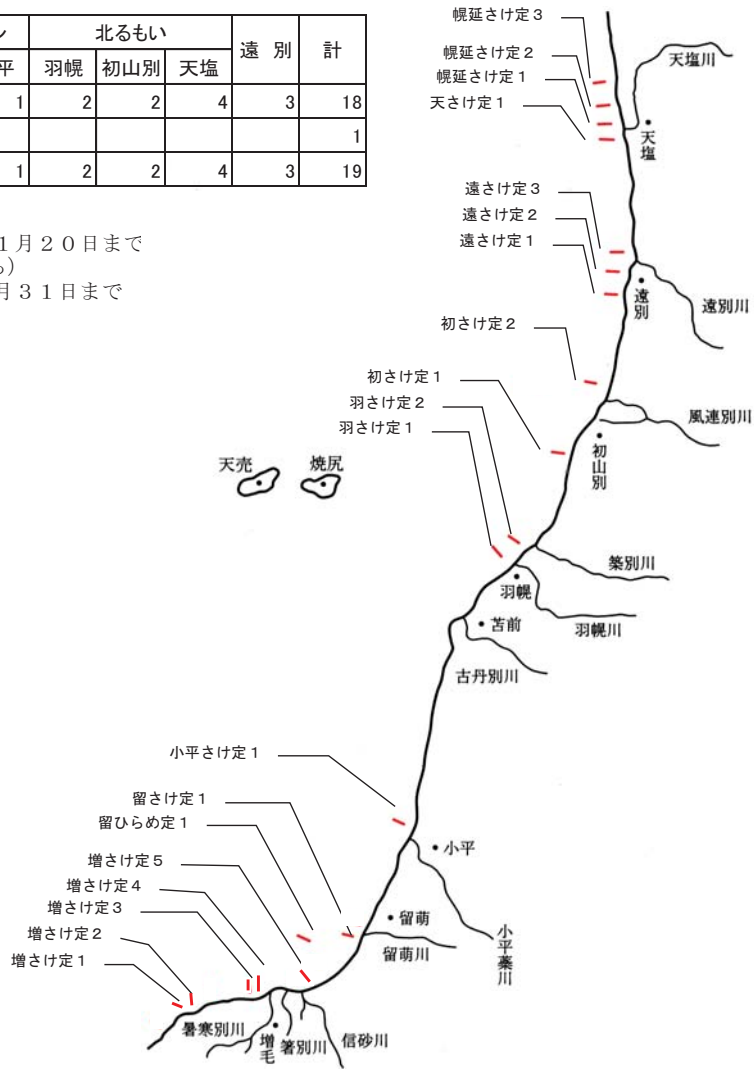 北るもい 遠別 計
平 羽幌 初山別 天塩
1 2 2 4 3 18
1
1 2 2 4 3 19
1月20日まで
月31日まで
幌延さけ定3
幌延さけ定2
幌延さけ定1
天さけ定1
天塩川
天塩
遠さけ定3
遠さけ定2
遠さけ定1
遠別
遠別川
初さけ定2
初さけ定1
羽さけ定2
羽さけ定1
風連別川
初山別
天売
焼尻
築別川
羽幌
羽幌川
苫前
古丹別川
小平さけ定1
留さけ定1
留ひらめ定1
増さけ定5
増さけ定4
増さけ定3
増さけ定2
増さけ定1
小平
小平蘂川
留萌
留萌川
暑寒別川
増毛
箸別川
信砂川